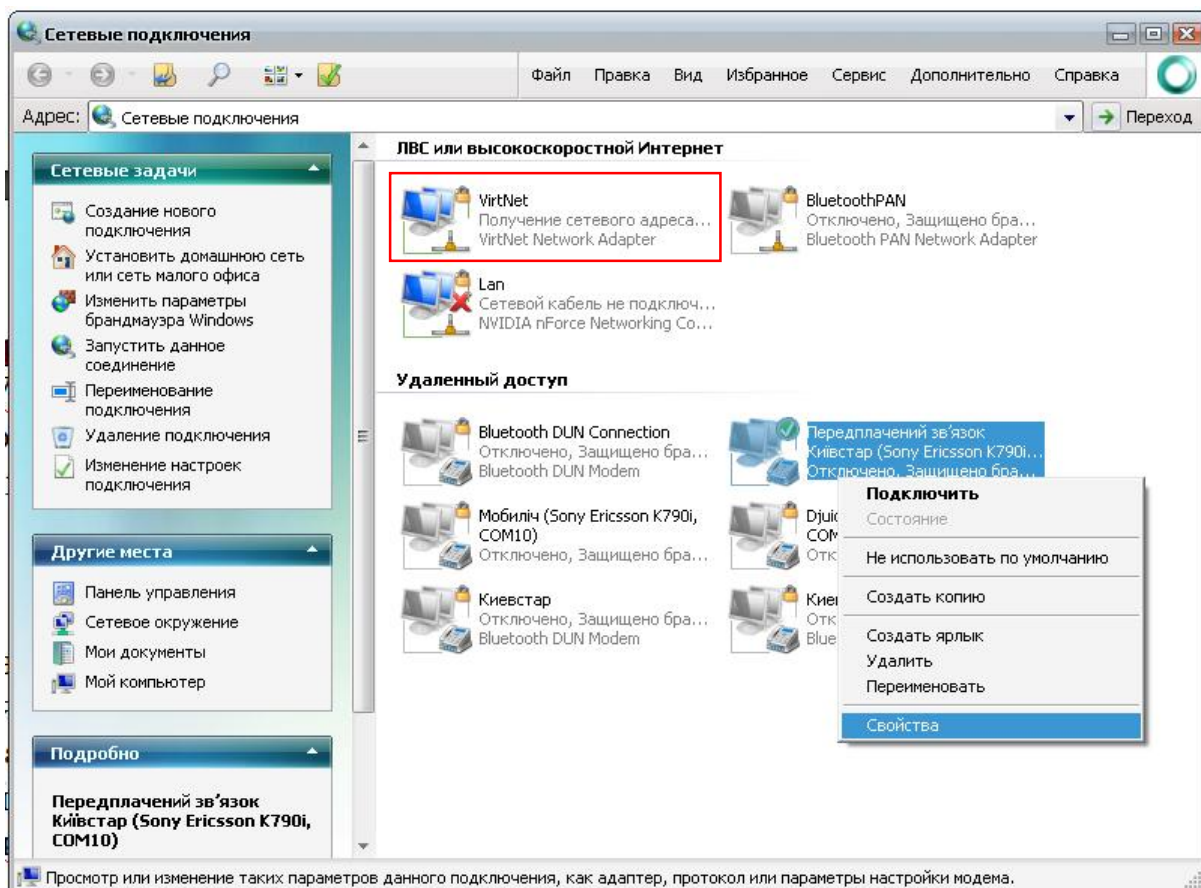 Сетевые подключения
Файл Правка Вид Избранное Сервис Дополнительно Справка
Адрес: Сетевые подключения Переход
Сетевые задачи
Создание нового
подключения
Установить домашнюю сеть
или сеть малого офиса
Изменить параметры
брандмауэра Windows
Запустить данное
соединение
Переименование
подключения
Удаление подключения
Изменение настроек
подключения
Другие места
Панель управления
Сетевое окружение
Мои документы
Мой компьютер
Подробно
Передплачений зв'язок
Київстар (Sony Ericsson K790i,
COM10)
ЛВС или высокоскоростной Интернет
VirtNet
Получение сетевого адреса...
VirtNet Network Adapter
BluetoothPAN
Отключено, Защищено бра...
Bluetooth PAN Network Adapter
Lan
Сетевой кабель не подключ...
NVIDIA nForce Networking Co...
Удаленный доступ
Bluetooth DUN Connection
Отключено, Защищено бра...
Bluetooth DUN Modem
Передплачений зв'язок
Київстар (Sony Ericsson K790i...
Отключено, Защищено бра...
Мобиліч (Sony Ericsson K790i,
COM10)
Отключено, Защищено бра...
Djuic
COM
Отк
Киевстар
Отключено, Защищено бра...
Bluetooth DUN Modem
Кие
Отк
Blue
Подключить
Состояние
Не использовать по умолчанию
Создать копию
Создать ярлык
Удалить
Переименовать
Свойства
Просмотр или изменение таких параметров данного подключения, как адаптер, протокол или параметры настройки модема.